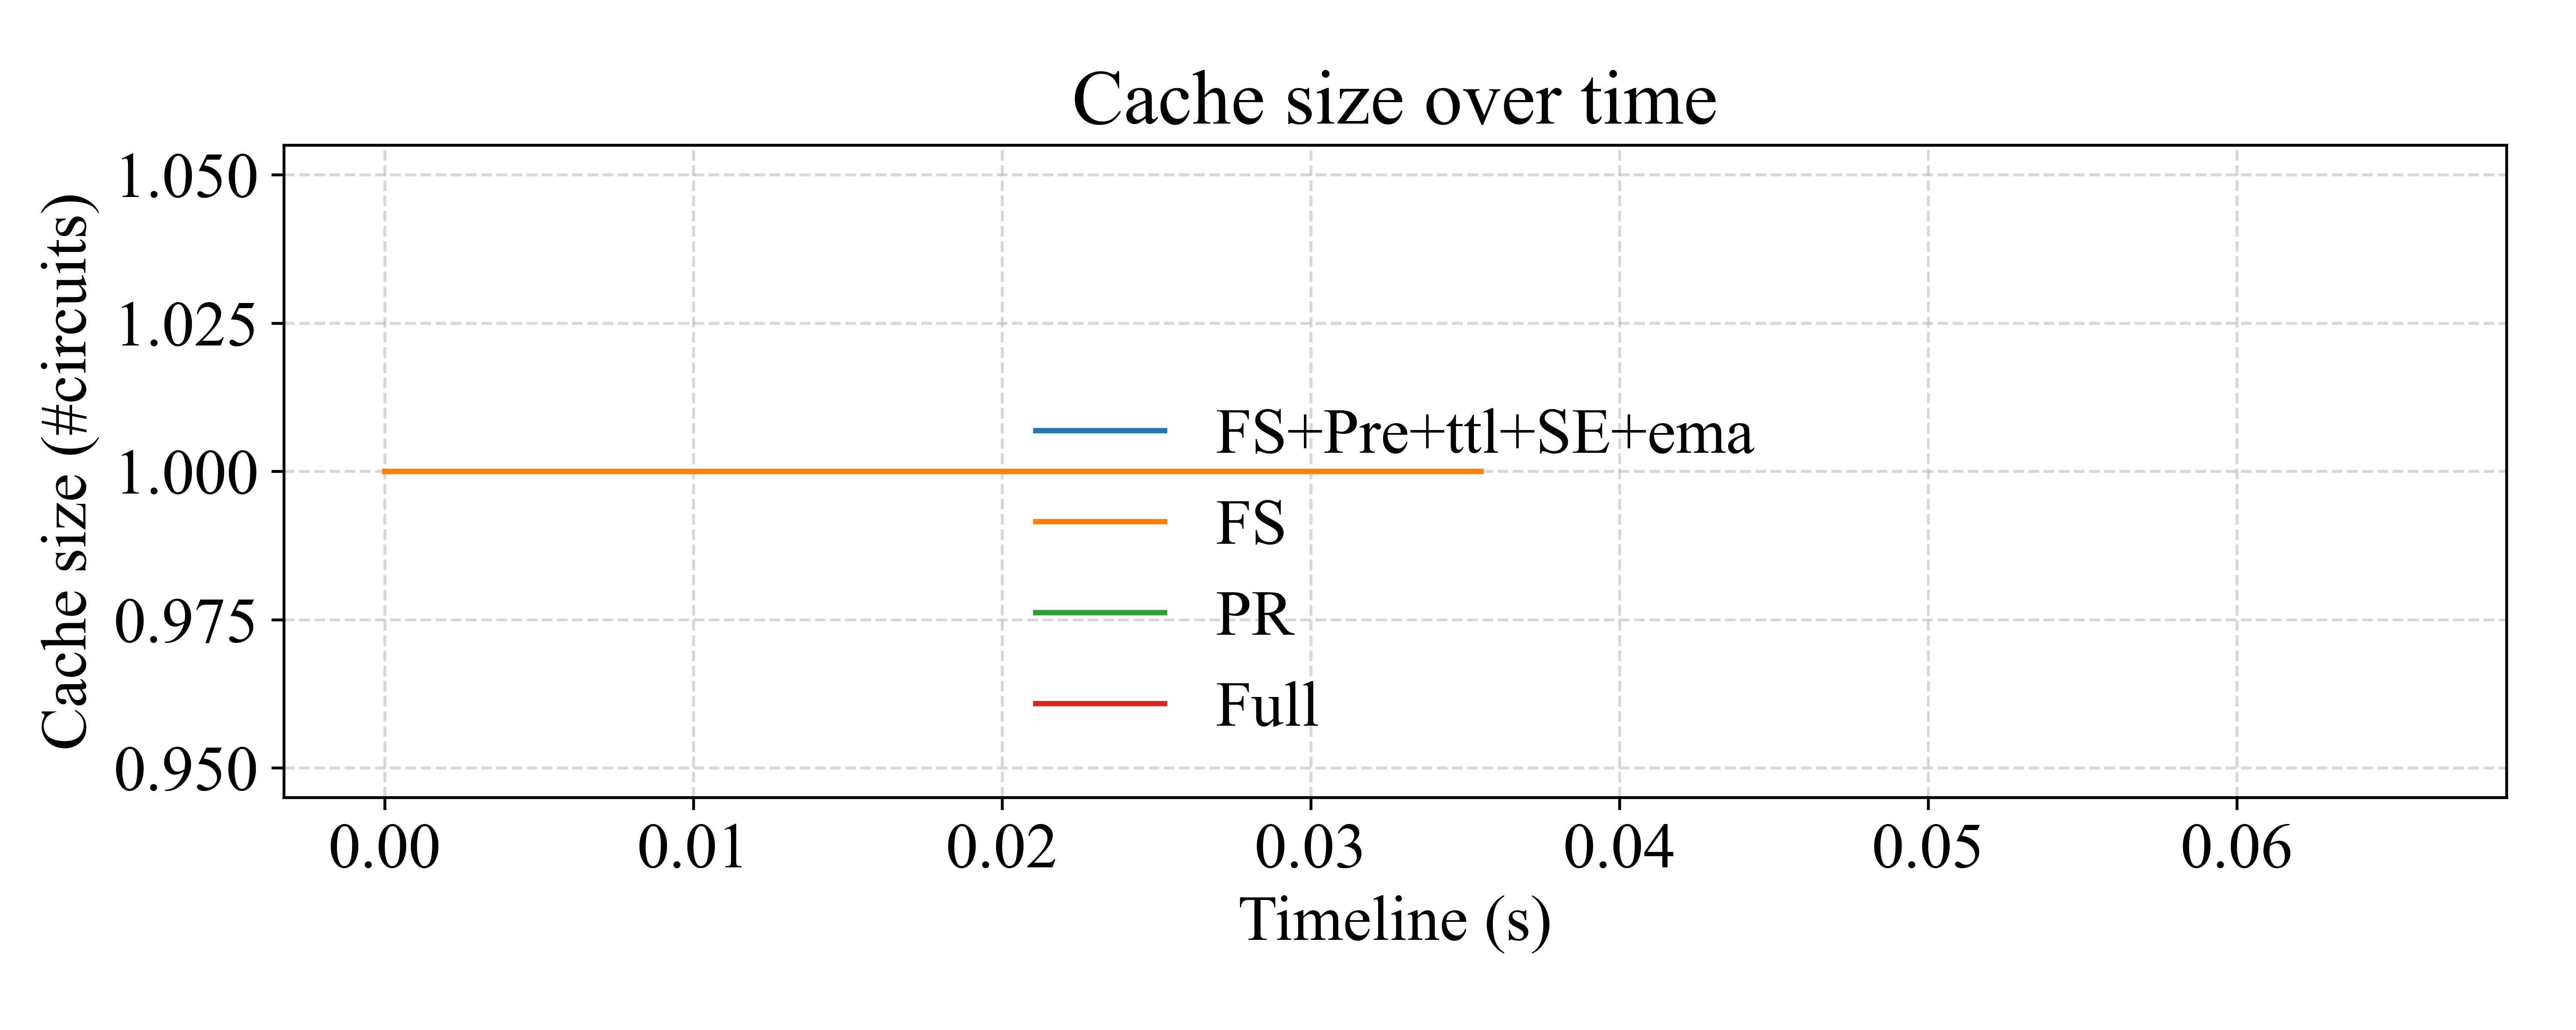 Cache size over time
Cache size (#circuits)
1.050
1.025
1.000
0.975
0.950
FS+Pre+ttl+SE+ema
FS
PR
Full
0.00 0.01 0.02 0.03 0.04 0.05 0.06
Timeline (s)